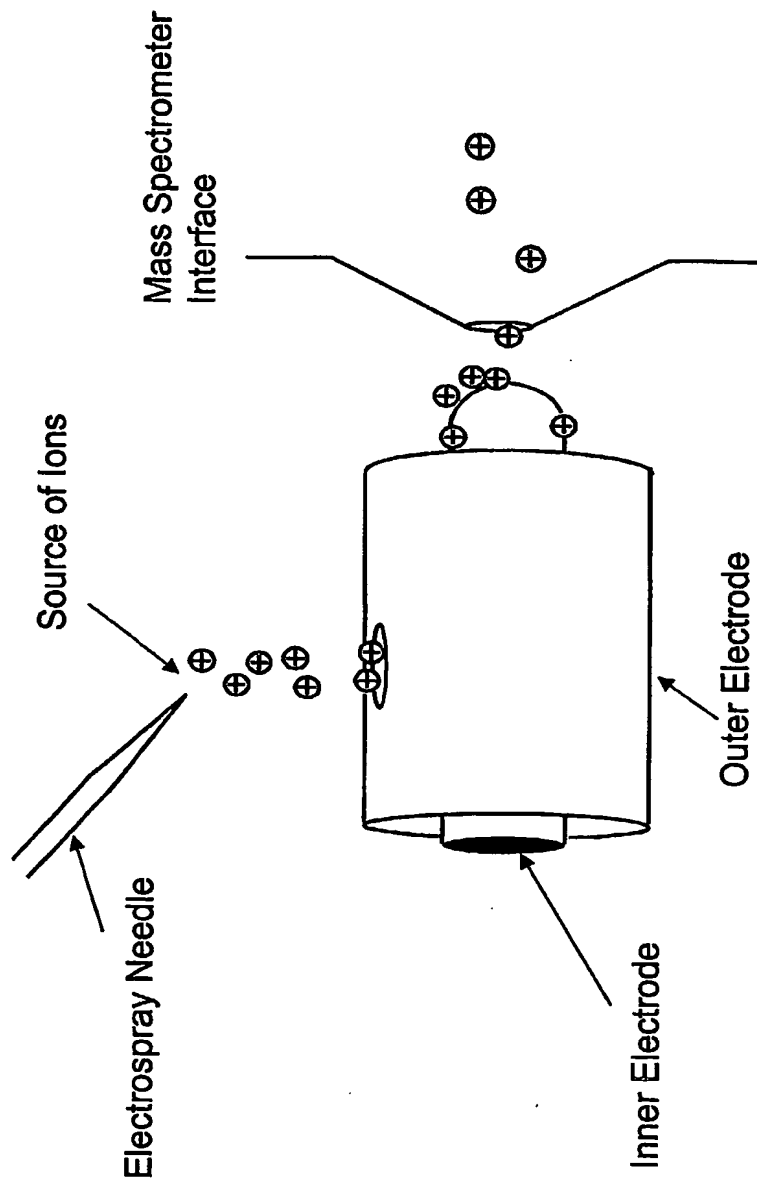 Electrospray Needle
Source of Ions
Mass Spectrometer
Interface
Inner Electrode
Outer Electrode